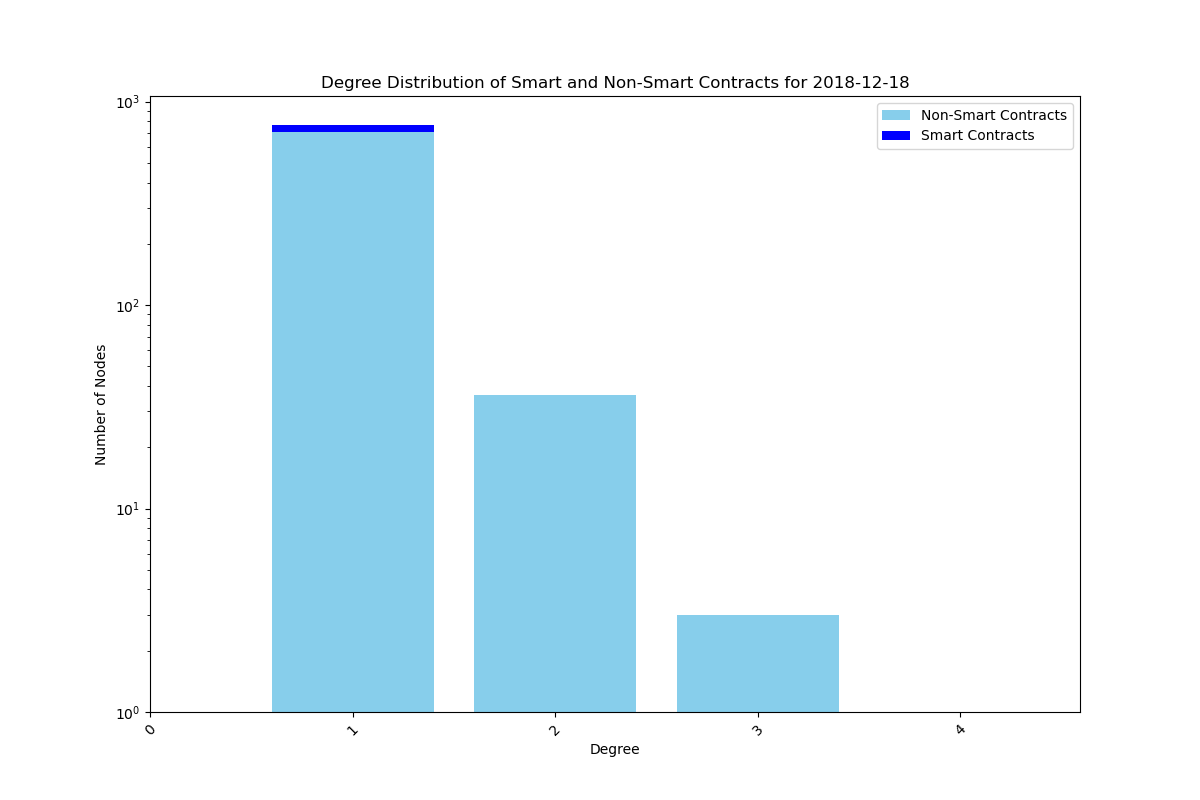 Degree Distribution of Smart and Non-Smart Contracts for 2018-12-18
Non-Smart Contracts
Smart Contracts
Number of Nodes
10³
10²
10¹
10⁰
0
1
2
3
4
Degree